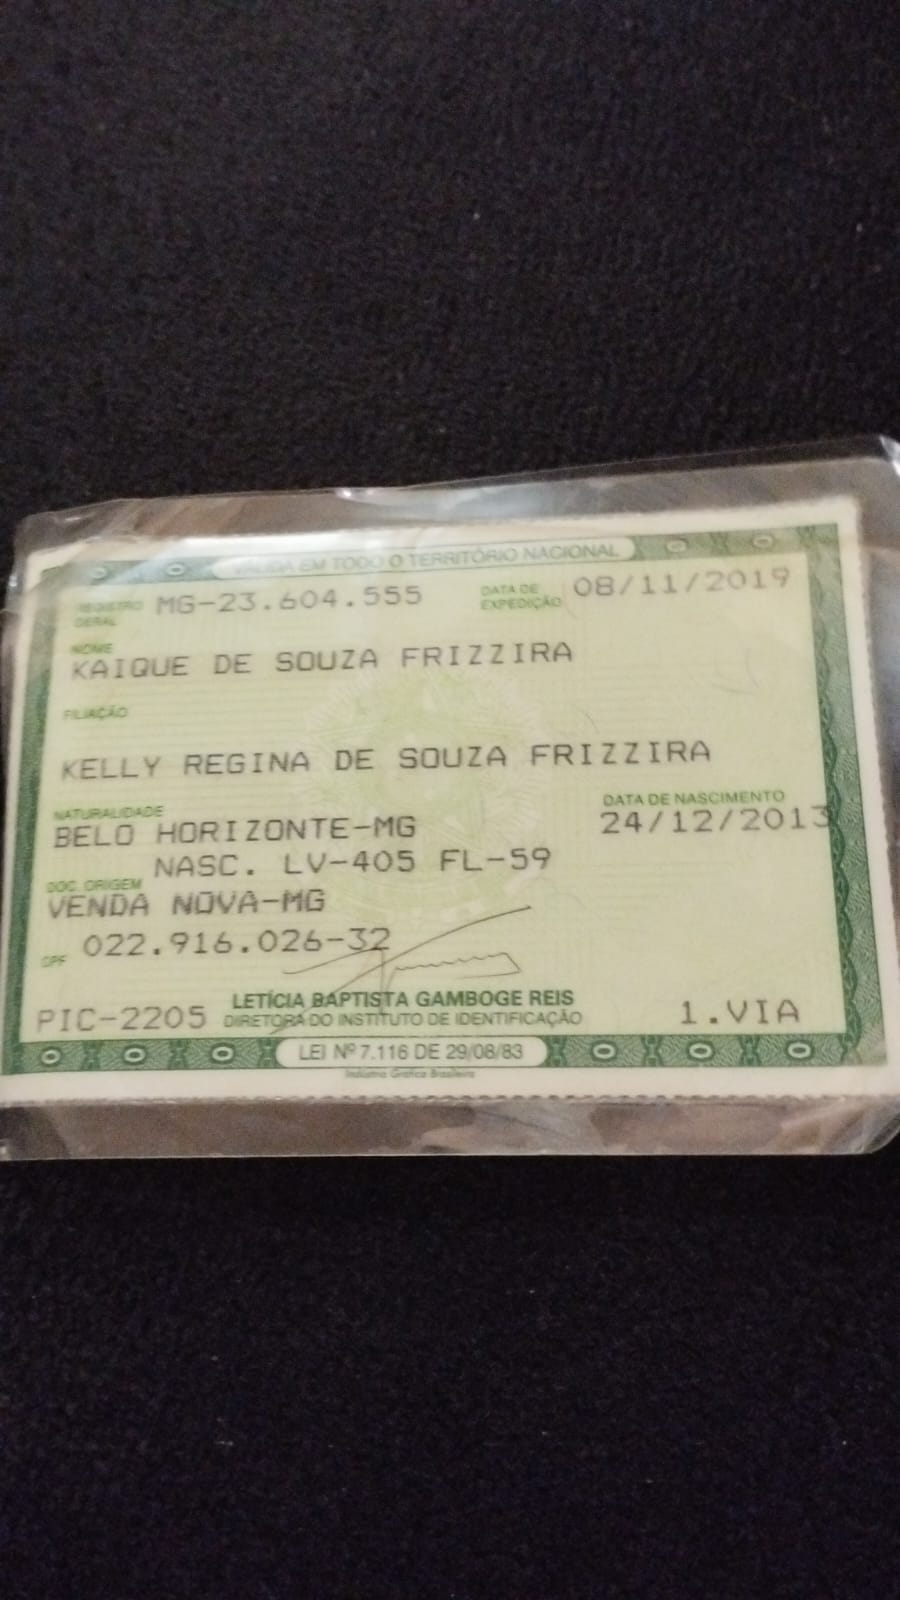 VÁLIDA EM TODO O TERRITÓRIO NACIONAL
REGISTRO GERAL MG-23.604.555 DATA DE EXPEDIÇÃO 08/11/2019
NOME
KAIQUE DE SOUZA FRIZZIRA
FILIAÇÃO
KELLY REGINA DE SOUZA FRIZZIRA
NATURALIDADE DATA DE NASCIMENTO
BELO HORIZONTE-MG 24/12/2013
NASC. LV-405 FL-59
DOC. ORIGEM
VENDA NOVA-MG
CPF 022.916.026-32
LETÍCIA BAPTISTA GAMBOGE REIS
PIC-2205 DIRETORA DO INSTITUTO DE IDENTIFICAÇÃO 1.VIA
LEI Nº 7.116 DE 29/08/83
Indústria Gráfica Brasileira